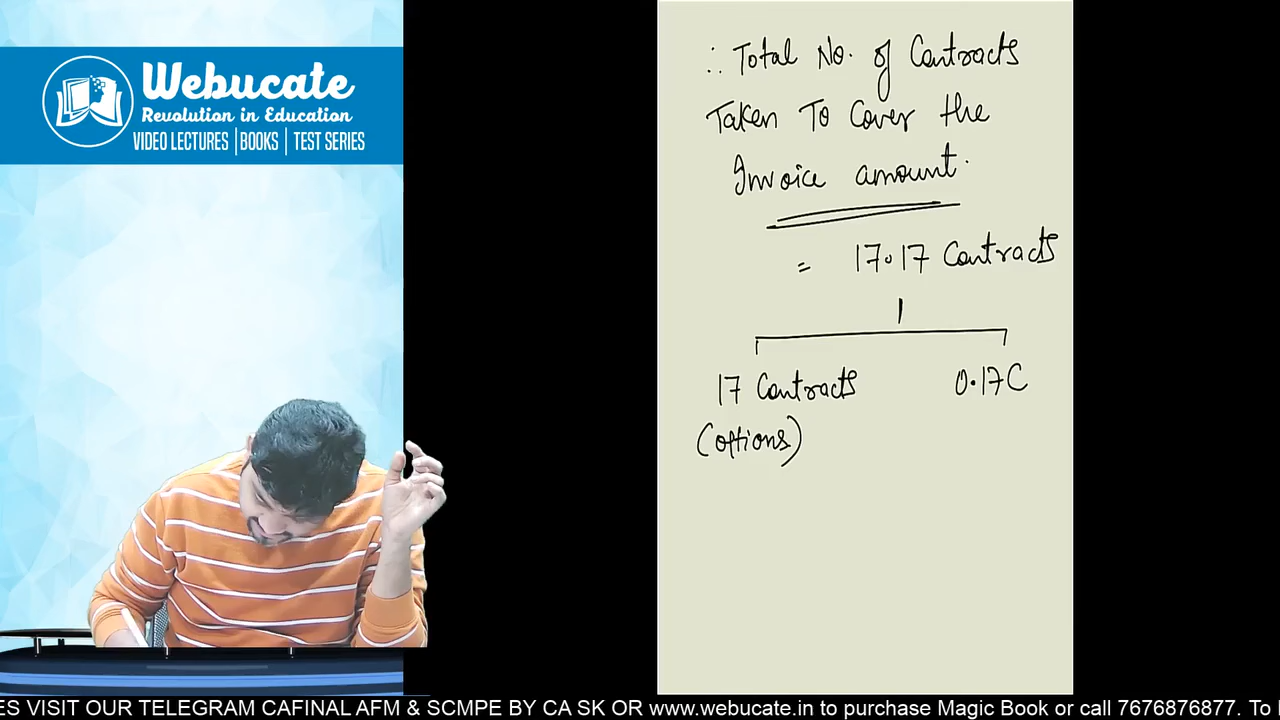 Webucate
Revolution in Education
VIDEO LECTURES | BOOKS | TEST SERIES
∴ Total No. of Contracts
Taken To Cover the
Invoice amount.
= 17.17 Contracts
17 Contracts 0.17C
(options)
ES VISIT OUR TELEGRAM CAFINAL AFM & SCMPE BY CA SK OR www.webucate.in to purchase Magic Book or call 7676876877. To